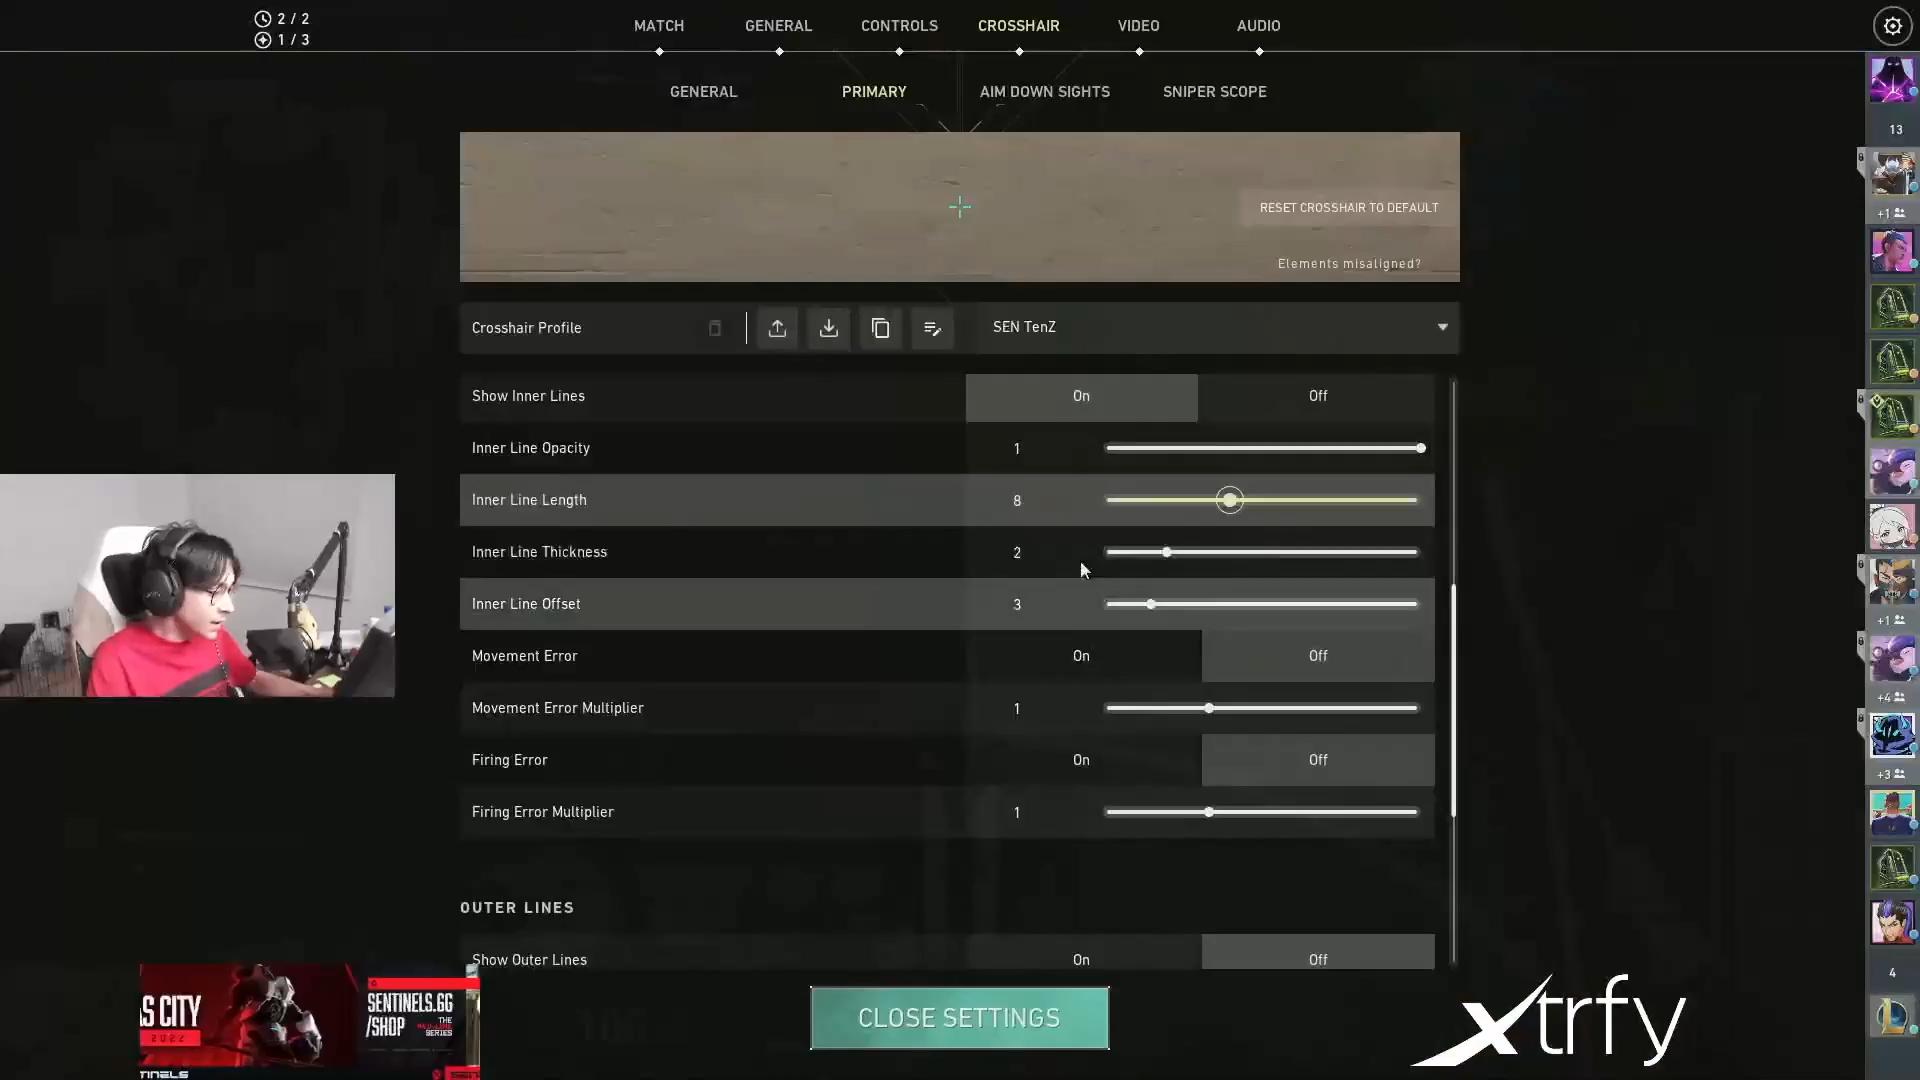 2 / 2
1 / 3
MATCH
GENERAL
CONTROLS
CROSSHAIR
VIDEO
AUDIO
GENERAL
PRIMARY
AIM DOWN SIGHTS
SNIPER SCOPE
RESET CROSSHAIR TO DEFAULT
Elements misaligned?
Crosshair Profile
SEN TenZ
Show Inner Lines
On
Off
Inner Line Opacity
1
Inner Line Length
8
Inner Line Thickness
2
Inner Line Offset
3
Movement Error
On
Off
Movement Error Multiplier
1
Firing Error
On
Off
Firing Error Multiplier
1
OUTER LINES
Show Outer Lines
On
Off
CLOSE SETTINGS
13
+1
+1
+4
+3
4
S CITY
2022
SENTINELS.GG
/SHOP
THE
SERIES
TINELS
xtrfy